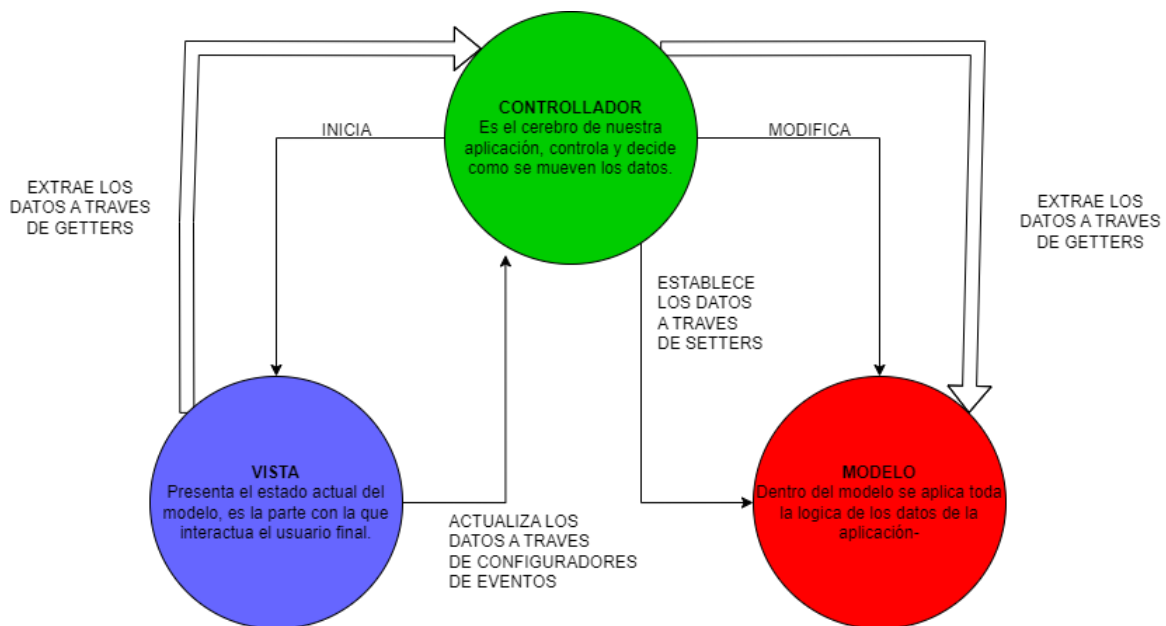 CONTROLLADOR
Es el cerebro de nuestra
aplicación, controla y decide
como se mueven los datos.
INICIA
MODIFICA
EXTRAE LOS
DATOS A TRAVES
DE GETTERS
EXTRAE LOS
DATOS A TRAVES
DE GETTERS
ESTABLECE
LOS DATOS
A TRAVES
DE SETTERS
VISTA
Presenta el estado actual del
modelo, es la parte con la que
interactua el usuario final.
ACTUALIZA LOS
DATOS A TRAVES
DE CONFIGURADORES
DE EVENTOS
MODELO
Dentro del modelo se aplica toda
la logica de los datos de la
aplicación-